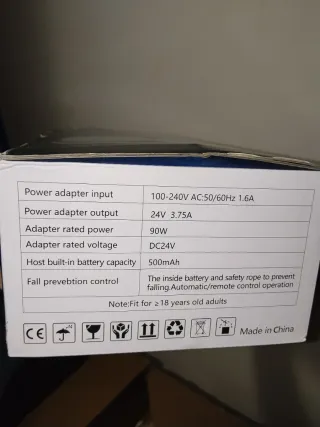 Power adapter input 100-240V AC:50/60Hz 1.6A
Power adapter output 24V 3.75A
Adapter rated power 90W
Adapter rated voltage DC24V
Host built-in battery capacity 500mAh
Fall prevebtion control The inside battery and safety rope to prevent
falling.Automatic/remote control operation
Note:Fit for ≥18 years old adults
CE Made in China